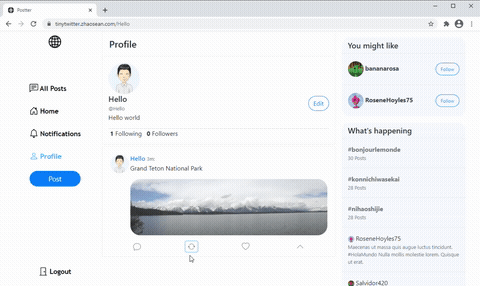 Poster
tinytwitter.zhaosean.com/Hello
All Posts
Home
Notifications
Profile
Post
Logout
Profile
Hello
@Hello
Hello world
Edit
1 Following 0 Followers
Hello 2m
Grand Teton National Park
You might like
bananarosa
Follow
RoseneHoyles75
Follow
What's happening
#bonjourlemonde
30 Posts
#konnichiwasekai
28 Posts
#nihaoshijie
28 Posts
RoseneHoyles75
Maecenas ut massa quis augue luctus tincidunt.
#HolaMundo Nulla mollis molestie lorem. Quisque
ut erat.
Salvidor420